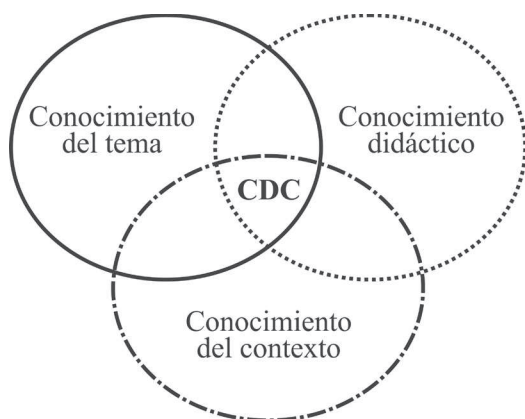 Conocimiento
del tema
Conocimiento
didáctico
CDC
Conocimiento
del contexto